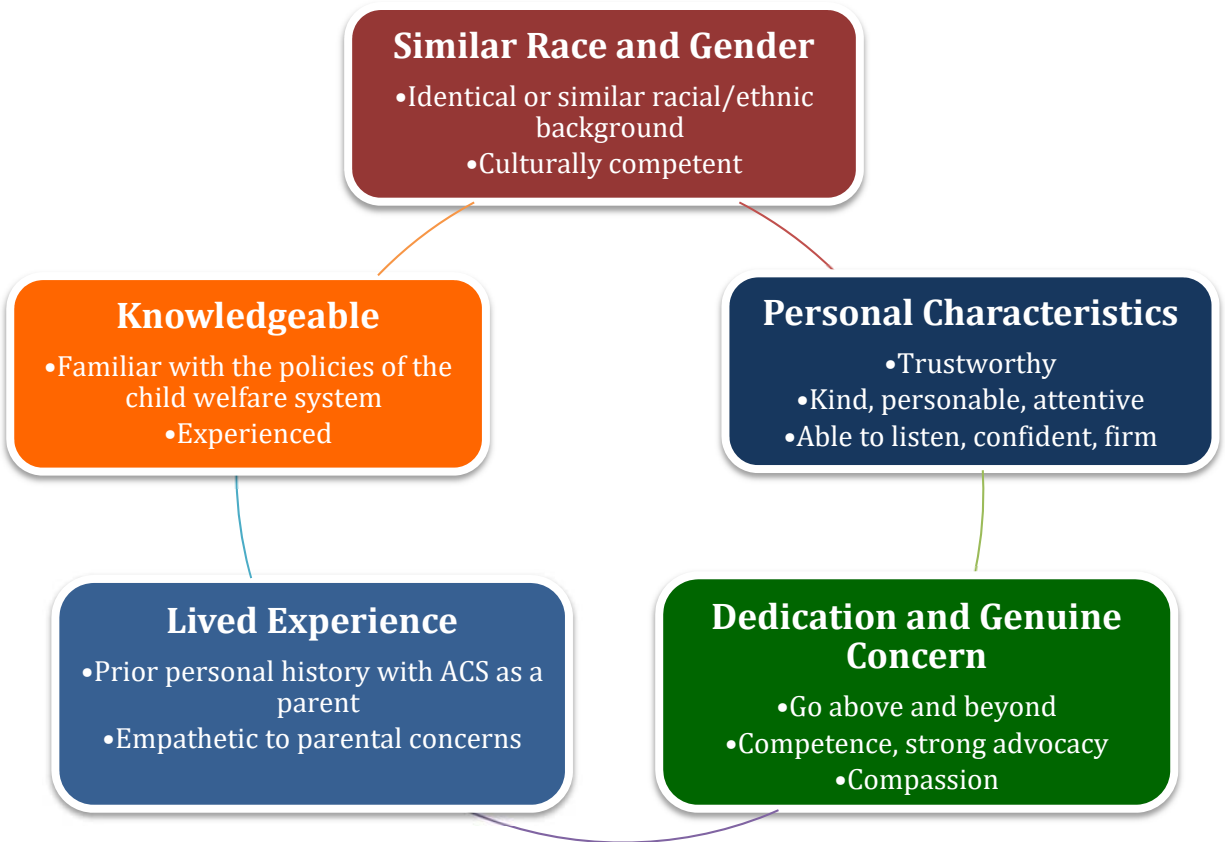 Similar Race and Gender
•Identical or similar racial/ethnic
background
•Culturally competent
Personal Characteristics
•Trustworthy
•Kind, personable, attentive
•Able to listen, confident, firm
Dedication and Genuine
Concern
•Go above and beyond
•Competence, strong advocacy
•Compassion
Lived Experience
•Prior personal history with ACS as a
parent
•Empathetic to parental concerns
Knowledgeable
•Familiar with the policies of the
child welfare system
•Experienced